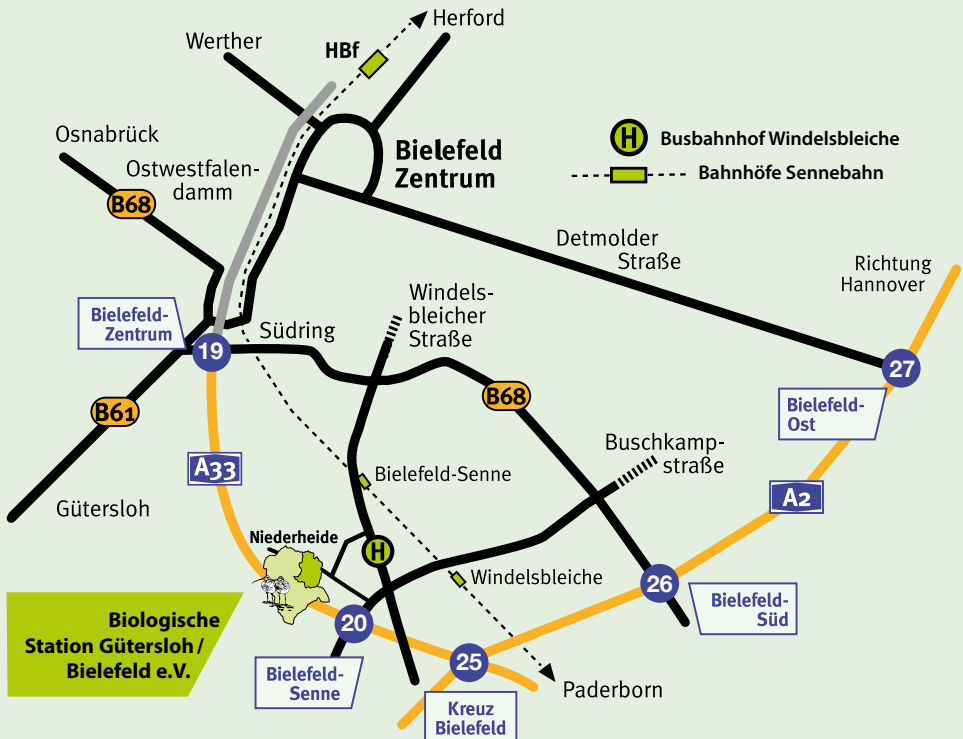 Herford
Werther
HBf
Osnabrück
Ostwestfalen-
damm
Bielefeld
Zentrum
H Busbahnhof Windelsbleiche
Bahnhöfe Sennebahn
B68
Detmolder
Straße
Richtung
Hannover
Windels-
bleicher
Straße
Bielefeld-
Zentrum
Südring
19
27
B61
B68
Bielefeld-
Ost
Buschkamp-
straße
A33
Bielefeld-Senne
A2
Gütersloh
Niederheide
H
Windelsbleiche
26
Bielefeld-
Süd
Biologische
Station Gütersloh /
Bielefeld e.V.
20
25
Bielefeld-
Senne
Paderborn
Kreuz
Bielefeld